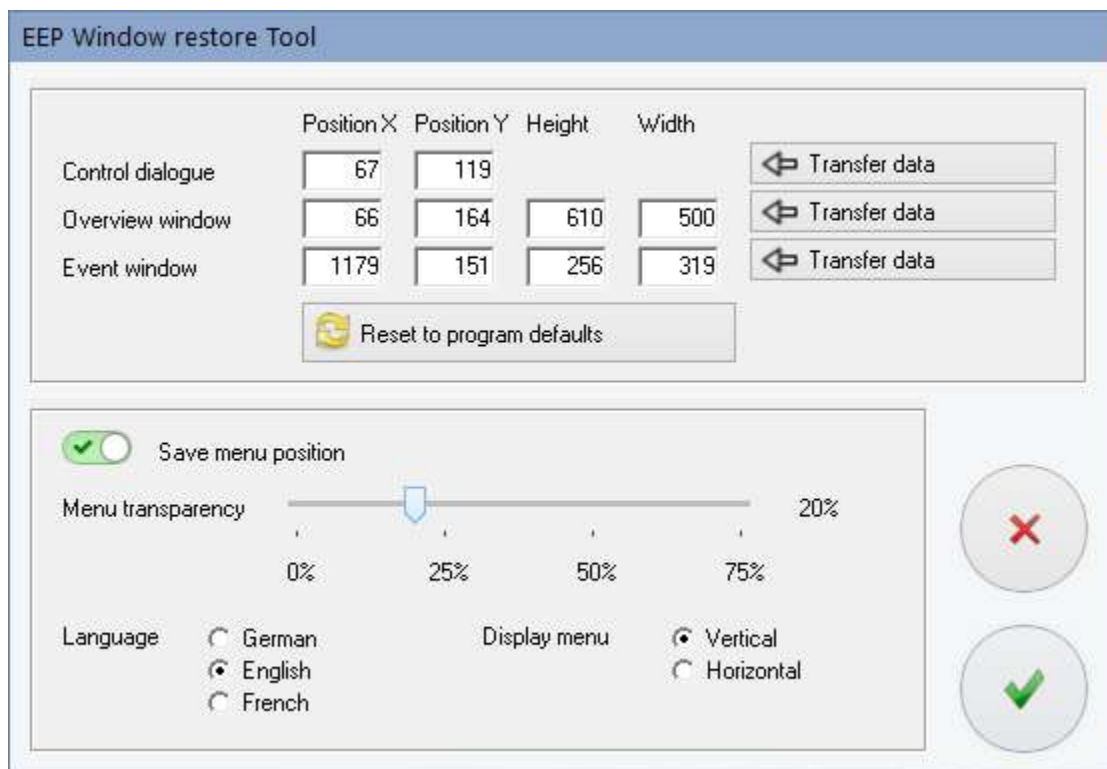 EEP Window restore Tool
Position X Position Y Height Width
Control dialogue 67 119 Transfer data
Overview window 66 164 610 500 Transfer data
Event window 1179 151 256 319 Transfer data
Reset to program defaults
Save menu position
Menu transparency 20%
0% 25% 50% 75%
Language German Display menu Vertical
English Horizontal
French